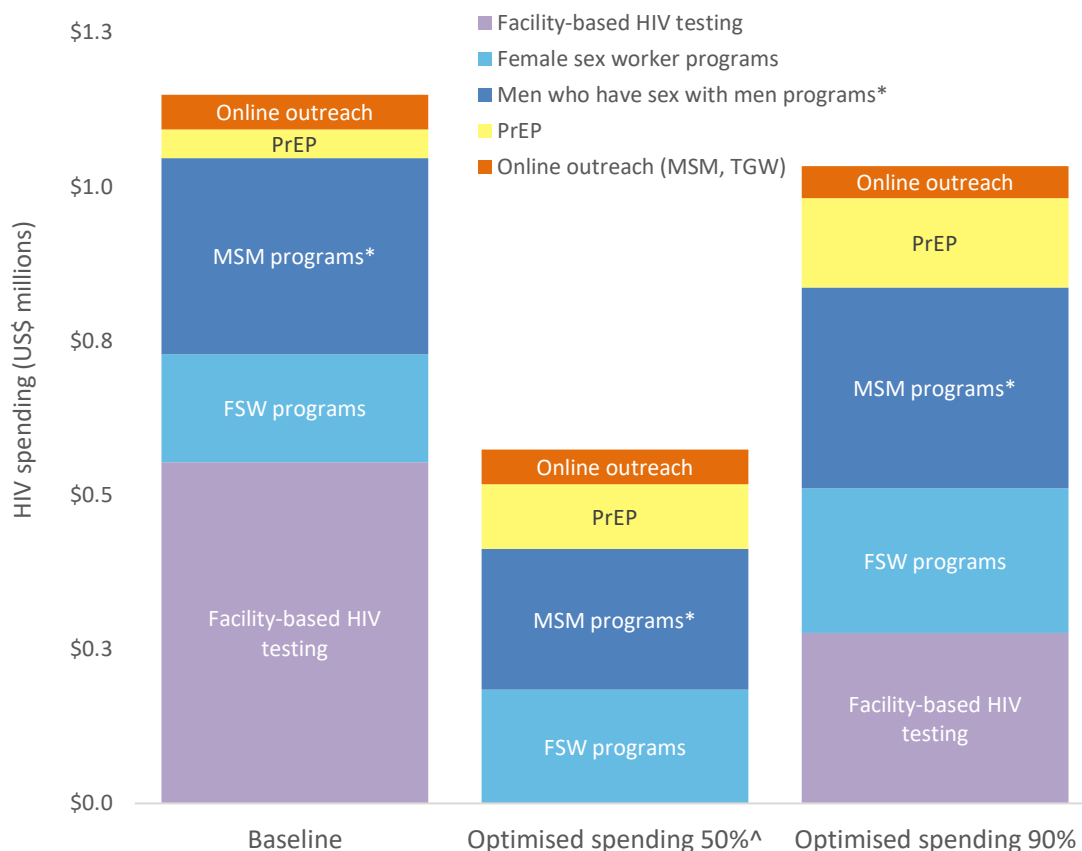 Facility-based HIV testing
Female sex worker programs
Men who have sex with men programs*
PrEP
Online outreach (MSM, TGW)
HIV spending (US$ millions)
$1.3
$1.0
$0.8
$0.5
$0.3
$0.0
Online outreach
PrEP
MSM programs*
FSW programs
Facility-based HIV
testing
Online outreach
PrEP
MSM programs*
FSW programs
Online outreach
PrEP
MSM programs*
FSW programs
Facility-based HIV
testing
Baseline
Optimised spending 50%^
Optimised spending 90%